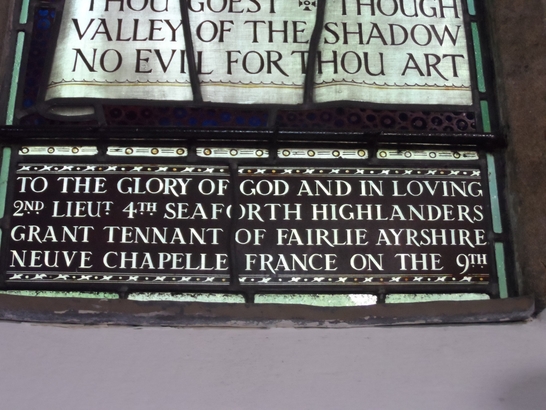 THOU GOEST ✠ THOUGH
VALLEY OF THE SHADOW
NO EVIL FOR THOU ART
TO THE GLORY OF GOD AND IN LOVING
2ND LIEUT 4TH SEAFORTH HIGHLANDERS
GRANT TENNANT OF FAIRLIE AYRSHIRE
NEUVE CHAPELLE FRANCE ON THE 9TH